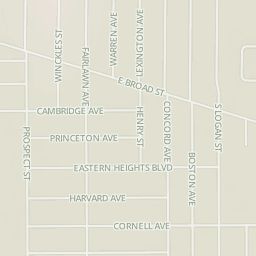 WINCKLES ST
FAIRLAWN AVE
WARREN AVE
LEXINGTON AVE
E BROAD ST
CAMBRIDGE AVE
HENRY ST
CONCORD AVE
S LOGAN ST
PROSPECT ST
PRINCETON AVE
EASTERN HEIGHTS BLVD
BOSTON AVE
HARVARD AVE
CORNELL AVE